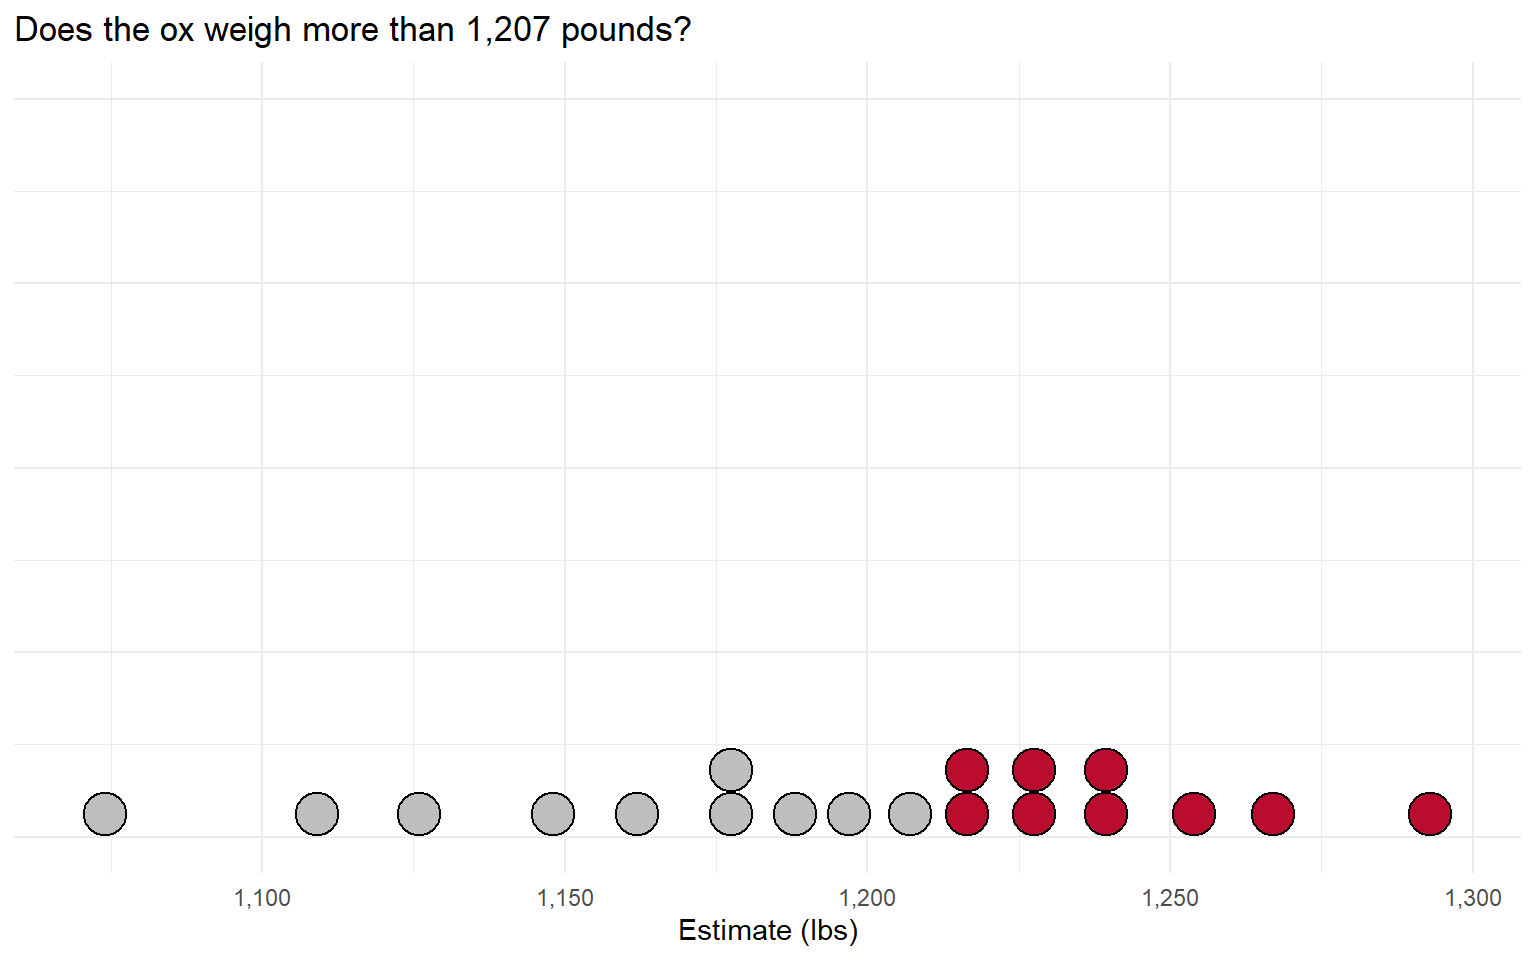 Does the ox weigh more than 1,207 pounds?
1,100 1,150 1,200 1,250 1,300
Estimate (lbs)